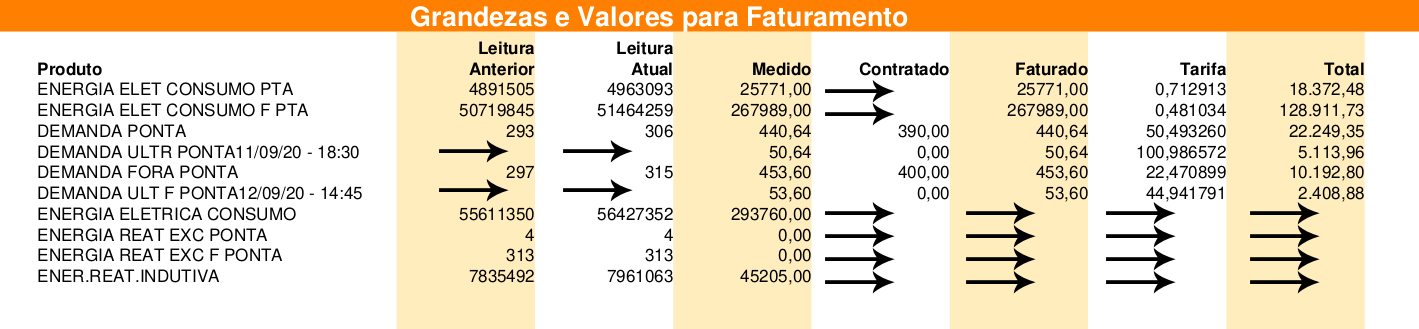 Grandezas e Valores para Faturamento
Leitura Leitura
Produto Anterior Atual Medido Contratado Faturado Tarifa Total
ENERGIA ELET CONSUMO PTA 4891505 4963093 25771,00 25771,00 0,712913 18.372,48
ENERGIA ELET CONSUMO F PTA 50719845 51464259 267989,00 267989,00 0,481034 128.911,73
DEMANDA PONTA 293 306 440,64 390,00 440,64 50,493260 22.249,35
DEMANDA ULTR PONTA11/09/20 - 18:30 50,64 0,00 50,64 100,986572 5.113,96
DEMANDA FORA PONTA 297 315 453,60 400,00 453,60 22,470899 10.192,80
DEMANDA ULT F PONTA12/09/20 - 14:45 53,60 0,00 53,60 44,941791 2.408,88
ENERGIA ELETRICA CONSUMO 55611350 56427352 293760,00
ENERGIA REAT EXC PONTA 4 4 0,00
ENERGIA REAT EXC F PONTA 313 313 0,00
ENER.REAT.INDUTIVA 7835492 7961063 45205,00